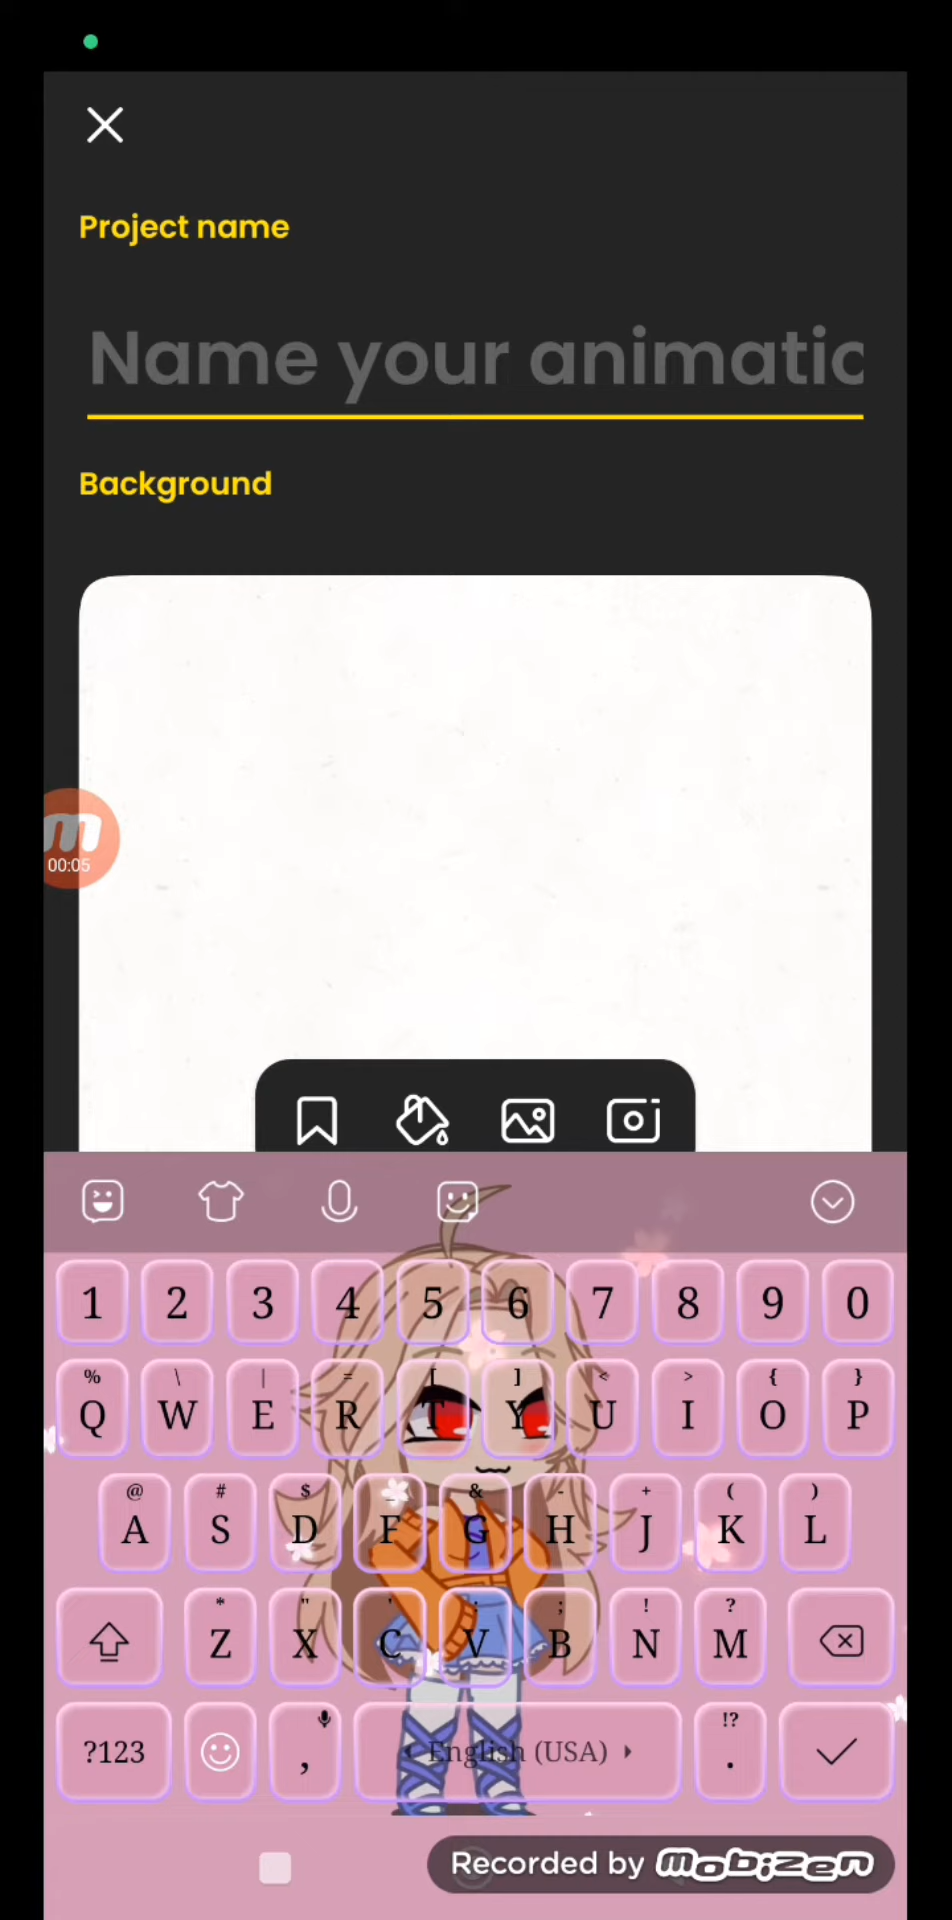 Project name
Name your animatic
Background
m
00:05
1 2 3 4 5 6 7 8 9 0
% \ | = [ ] < > { }
Q W E R T Y U I O P
@ # $ _ & - + ( )
A S D F G H J K L
* " ' : ; ! ?
Z X C V B N M
!?
?123 , English (USA) .
Recorded by mobizen